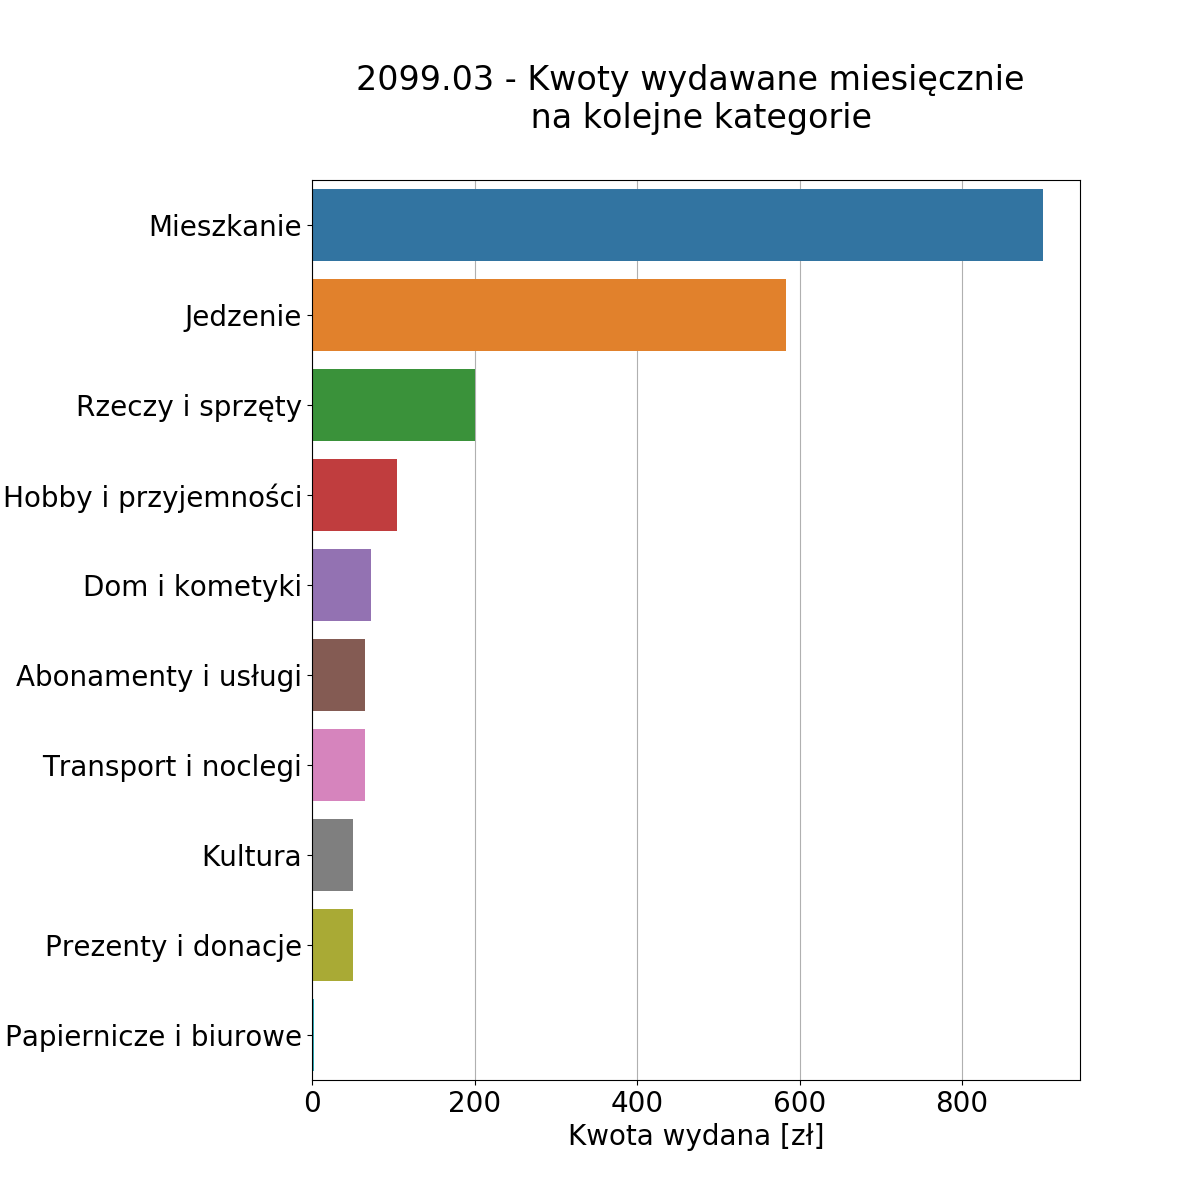 2099.03 - Kwoty wydawane miesięcznie
na kolejne kategorie
Mieszkanie
Jedzenie
Rzeczy i sprzęty
Hobby i przyjemności
Dom i kometyki
Abonamenty i usługi
Transport i noclegi
Kultura
Prezenty i donacje
Papiernicze i biurowe
0 200 400 600 800
Kwota wydana [zł]